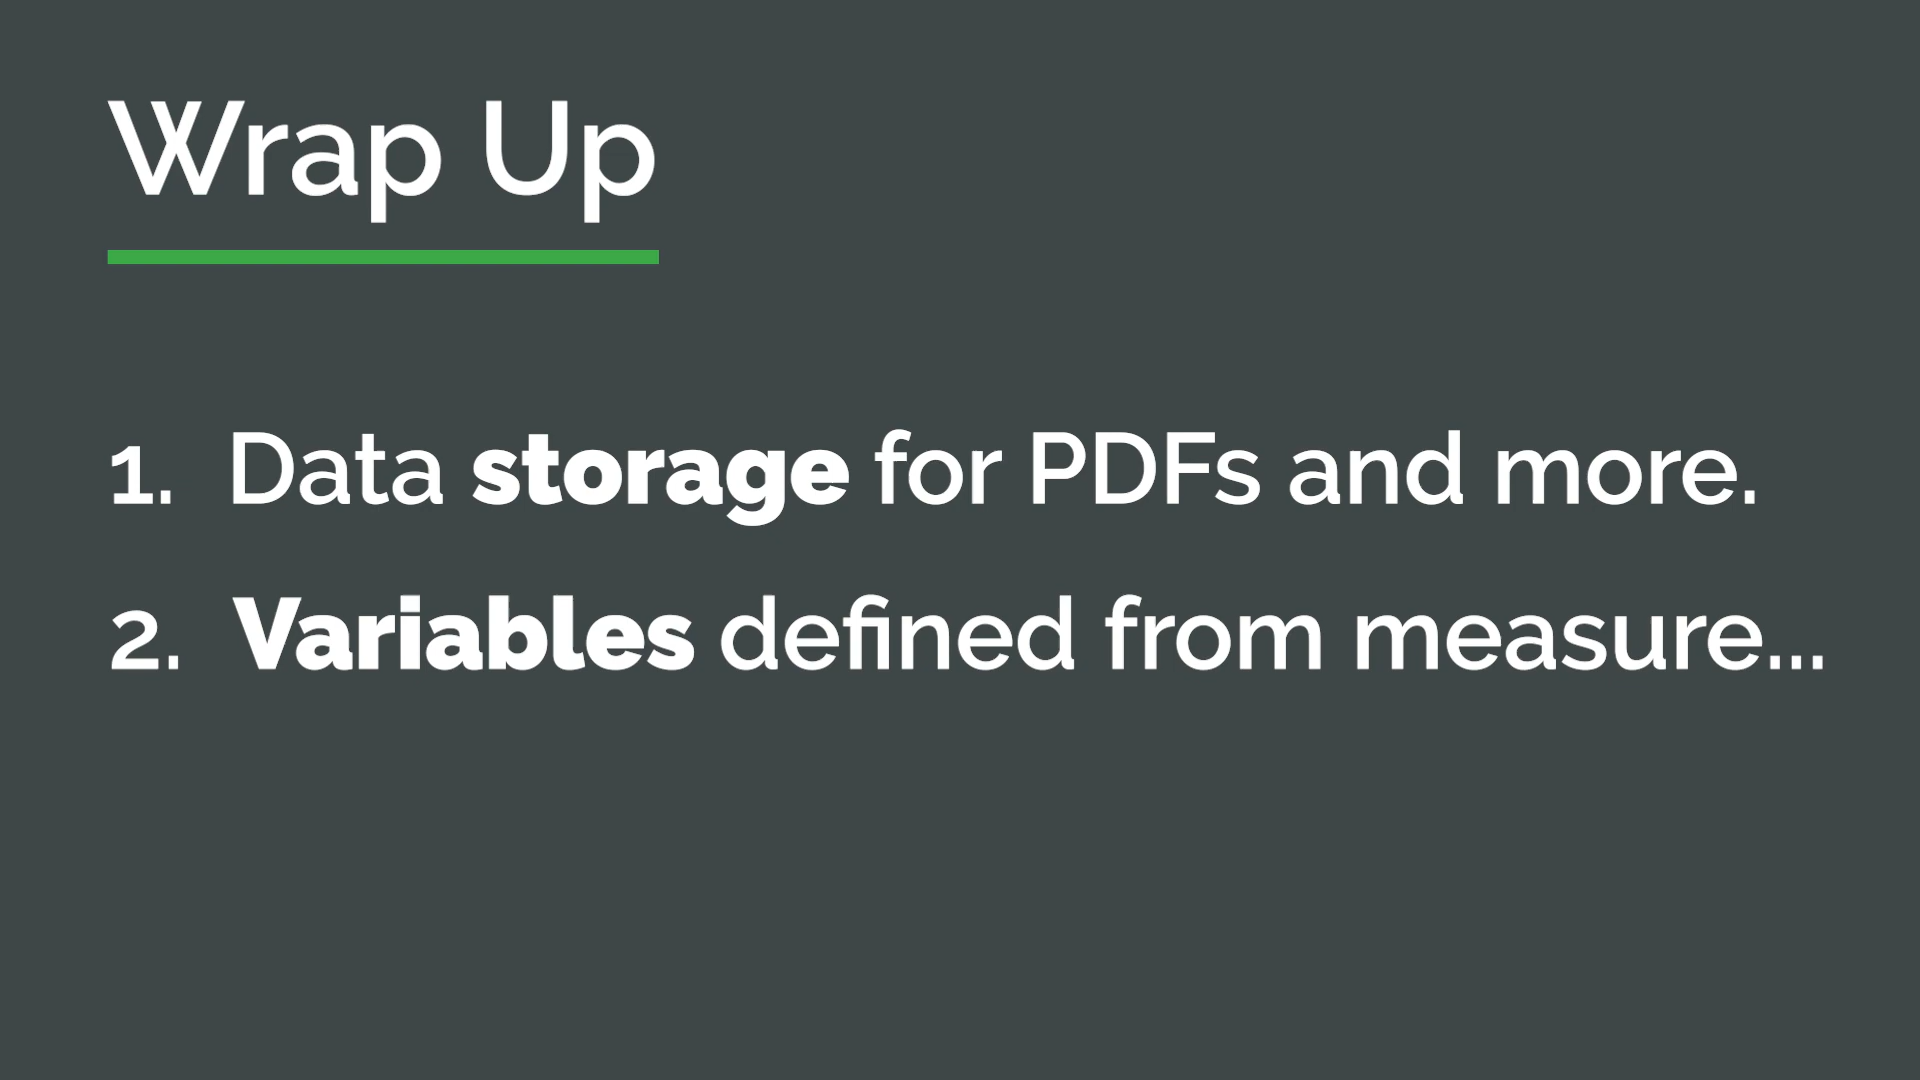 Wrap Up
1. Data storage for PDFs and more.
2. Variables defined from measure...